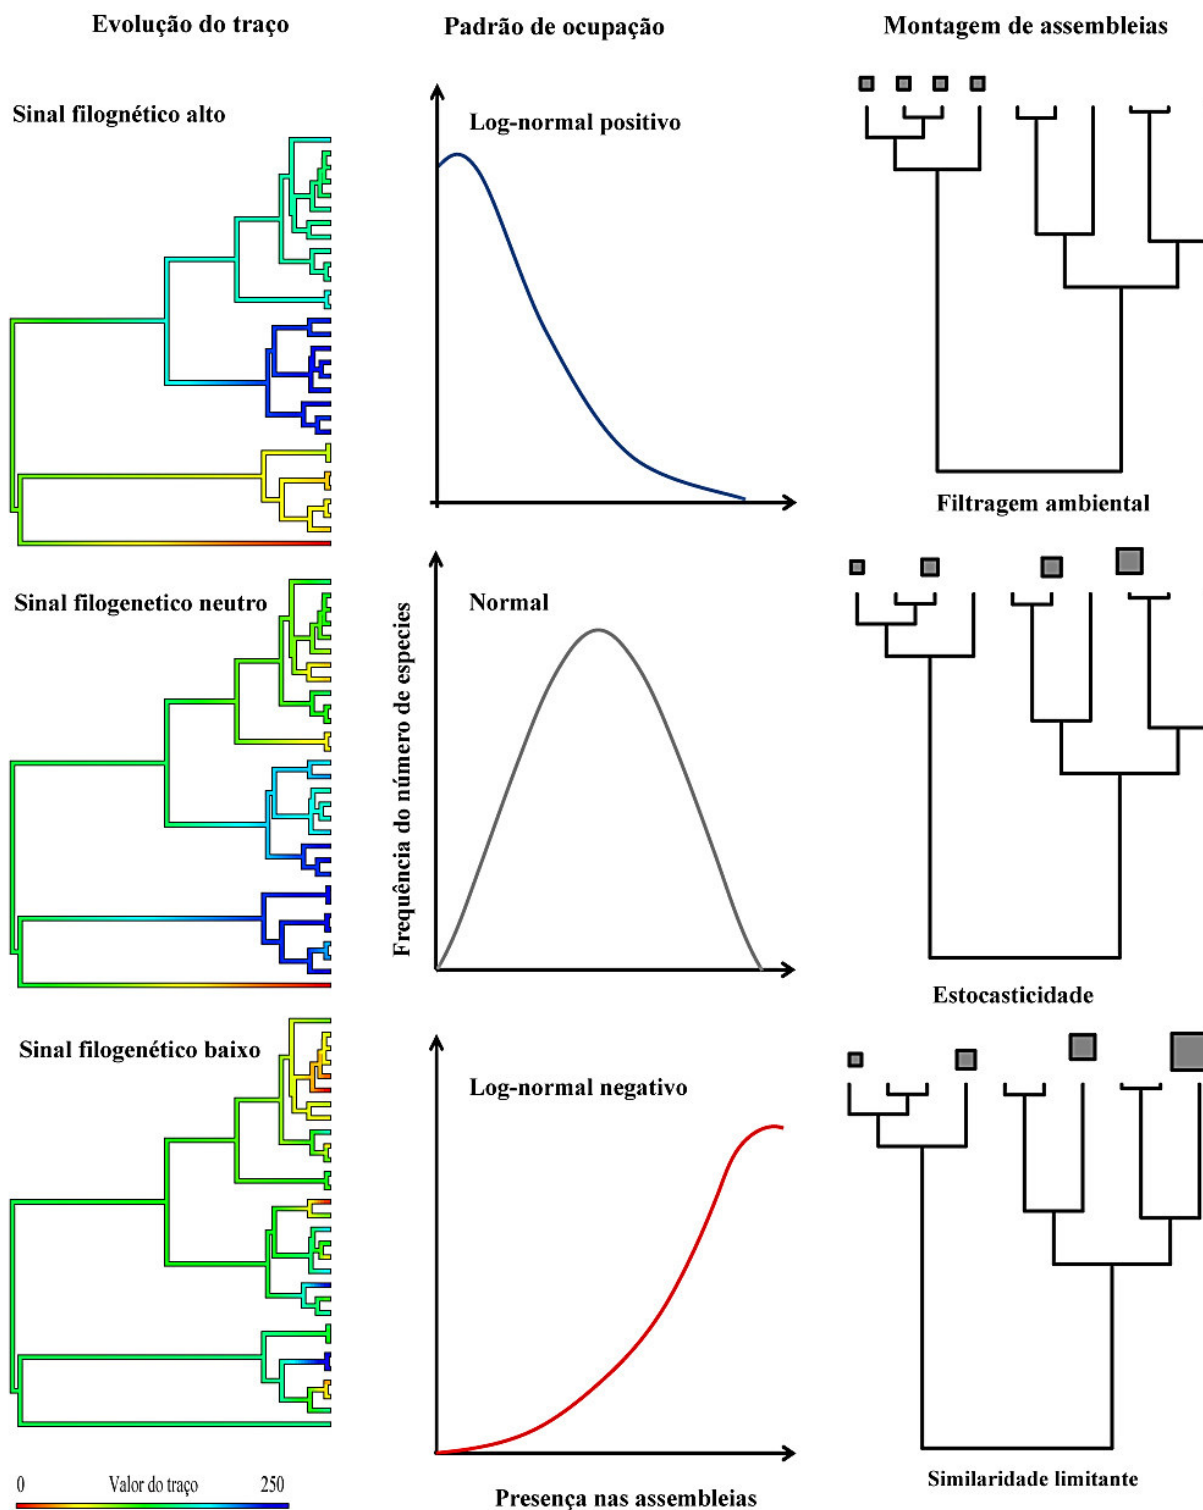 Evolução do traço
Padrão de ocupação
Montagem de assembleias
Sinal filognético alto
Log-normal positivo
Filtragem ambiental
Sinal filogenetico neutro
Normal
Frequência do número de especies
Estocasticidade
Sinal filogenético baixo
Log-normal negativo
Similaridade limitante
0 Valor do traço 250
Presença nas assembleias